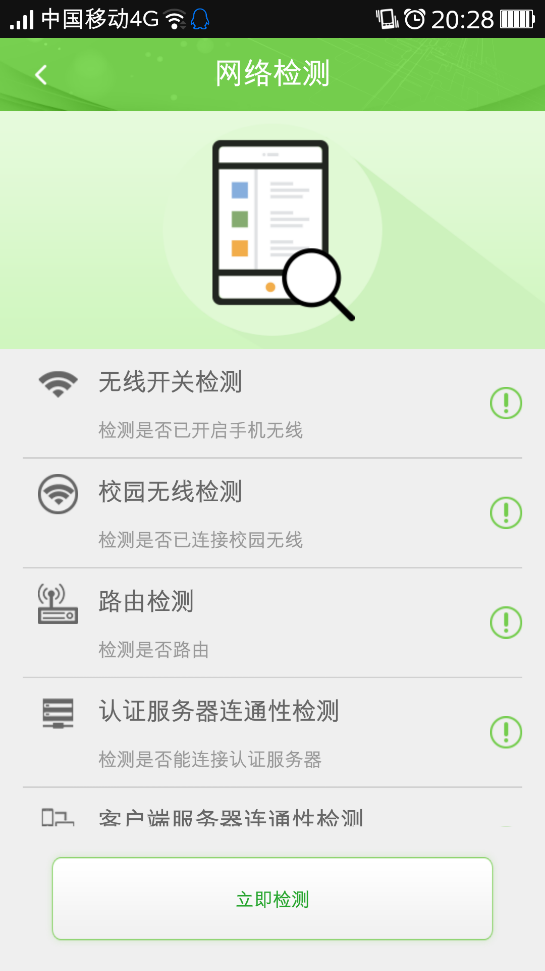 中国移动4G 20:28
网络检测
无线开关检测
检测是否已开启手机无线
校园无线检测
检测是否已连接校园无线
路由检测
检测是否路由
认证服务器连通性检测
检测是否能连接认证服务器
客户端服务器连通性检测
立即检测